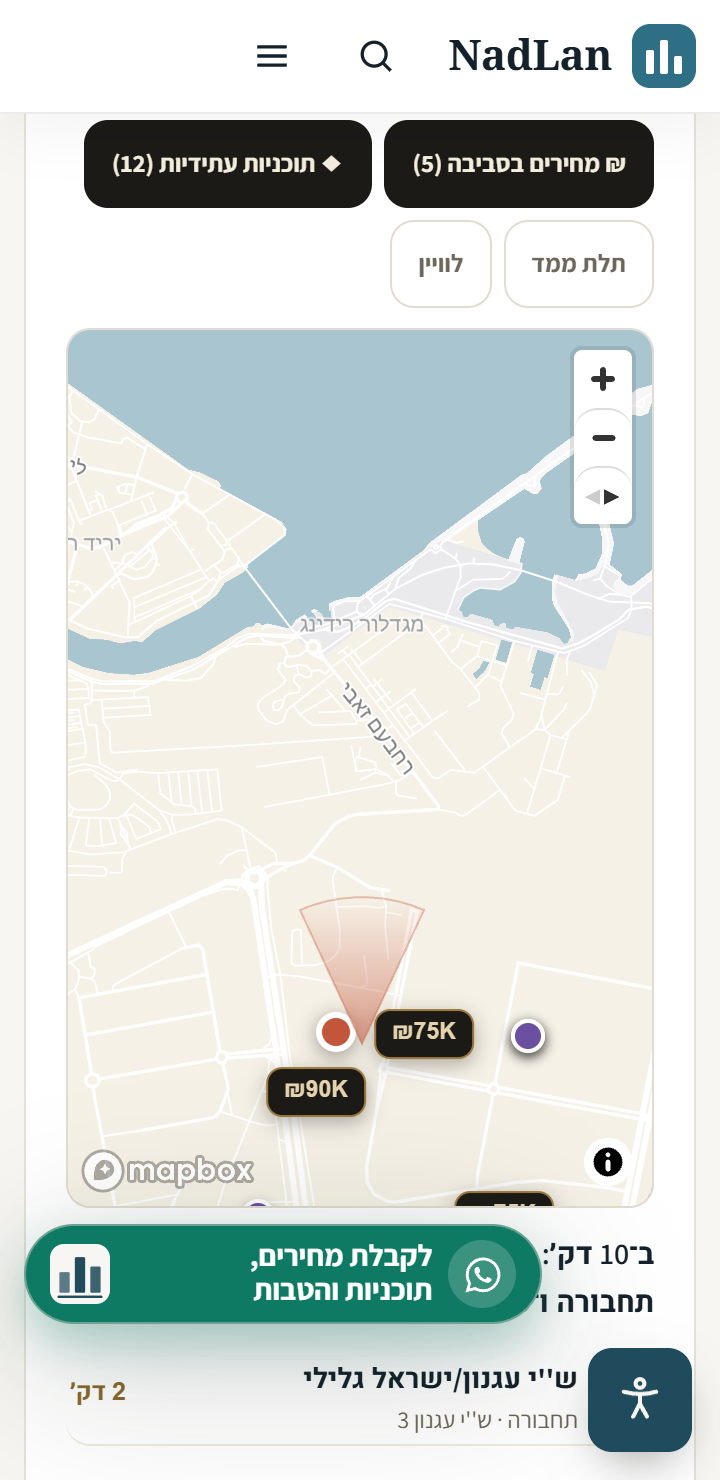 NadLan
₪ מחירים בסביבה (5)
◆ תוכניות עתידיות (12)
תלת ממד
לוויין
לי
יריד ר
מגדלור רידינג
רחבעם זאבי
₪75K
₪90K
mapbox
ב־10 דק׳:
תחבורה
לקבלת מחירים,
תוכניות והטבות
ש''י עגנון/ישראל גלילי
2 דק׳
תחבורה · ש''י עגנון 3